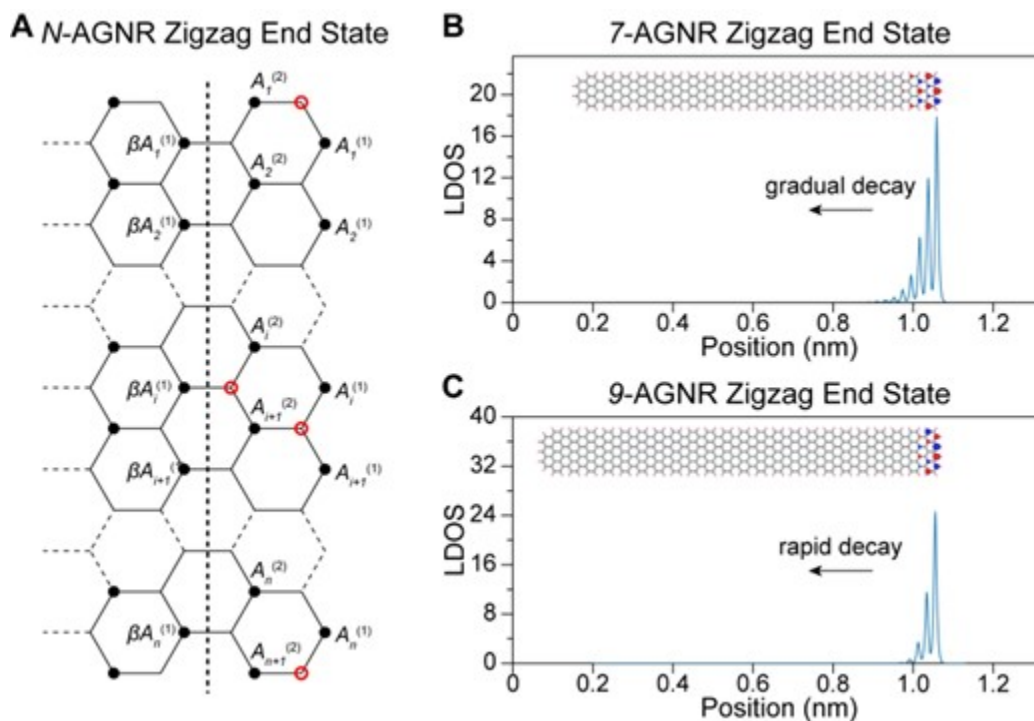 A N-AGNR Zigzag End State
A₁⁽²⁾
βA₁⁽¹⁾
A₁⁽¹⁾
A₂⁽²⁾
βA₂⁽¹⁾
A₂⁽¹⁾
Aᵢ⁽²⁾
βAᵢ⁽¹⁾
Aᵢ⁽¹⁾
Aᵢ₊₁⁽²⁾
βAᵢ₊₁⁽¹⁾
Aᵢ₊₁⁽¹⁾
Aₙ⁽²⁾
βAₙ⁽¹⁾
Aₙ⁽¹⁾
Aₙ₊₁⁽²⁾
B 7-AGNR Zigzag End State
LDOS
20
16
12
8
4
0
gradual decay
0 0.2 0.4 0.6 0.8 1.0 1.2
Position (nm)
C 9-AGNR Zigzag End State
LDOS
40
32
24
16
8
0
rapid decay
0 0.2 0.4 0.6 0.8 1.0 1.2
Position (nm)